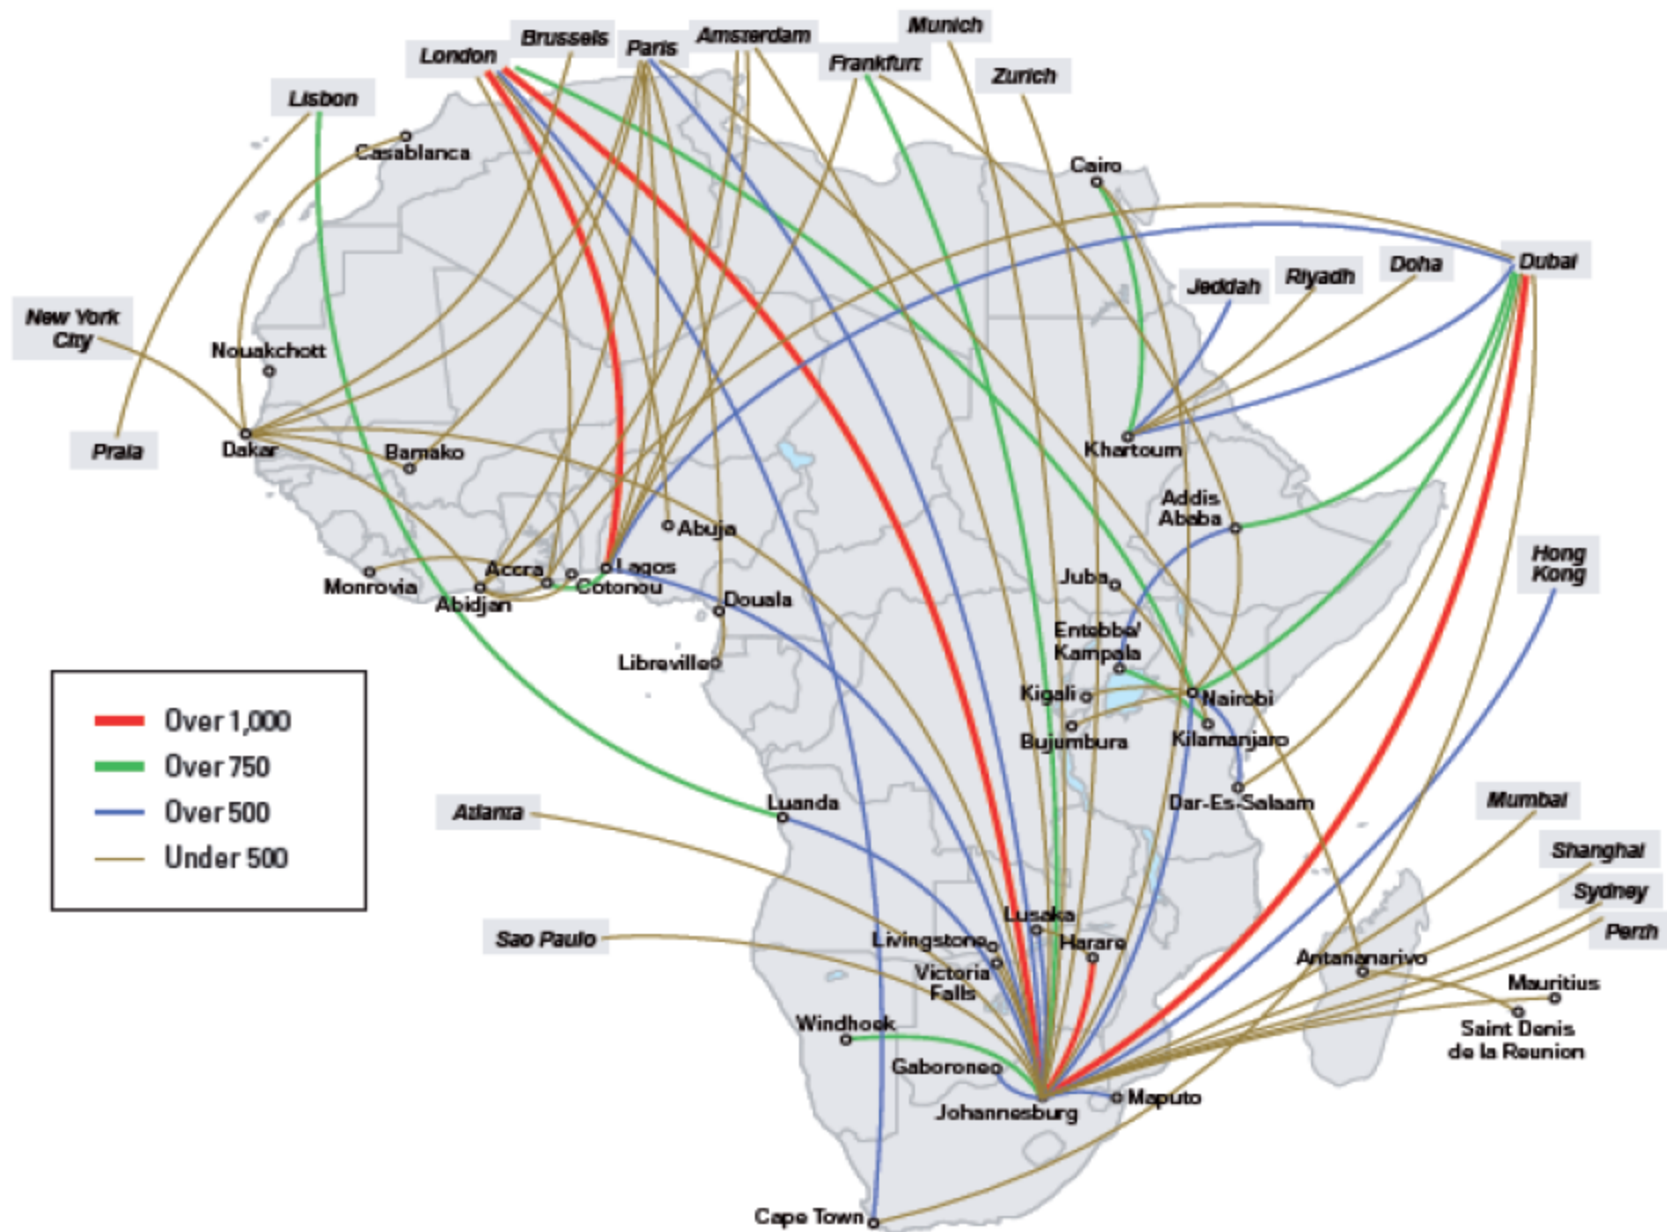 Munich
Brussels
Amsterdam
London
Paris
Frankfurt
Zurich
Lisbon
Casablanca
Cairo
Dubai
Doha
Riyadh
Jeddah
New York
City
Nouakchott
Praia
Dakar
Bamako
Khartoum
Addis
Ababa
Abuja
Hong
Kong
Monrovia
Accra
Lagos
Abidjan
Cotonou
Juba
Douala
Entebbe/
Kampala
Libreville
Kigali
Nairobi
Bujumbura
Kilamanjaro
Over 1,000
Over 750
Over 500
Under 500
Luanda
Dar-Es-Salaam
Atlanta
Mumbai
Shanghai
Sydney
Perth
Sao Paulo
Lusaka
Livingstone
Harare
Victoria
Falls
Antananarivo
Mauritius
Saint Denis
de la Reunion
Windhoek
Gaborone
Johannesburg
Maputo
Cape Town